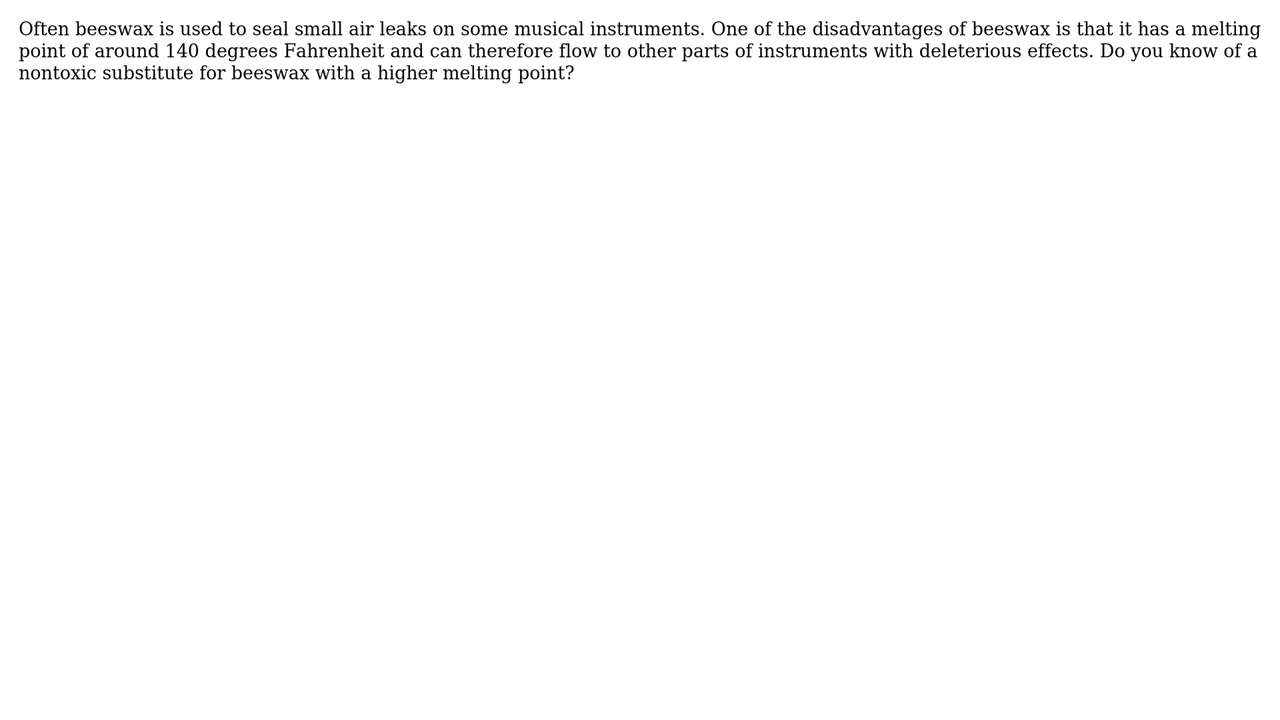 Often beeswax is used to seal small air leaks on some musical instruments. One of the disadvantages of beeswax is that it has a melting
point of around 140 degrees Fahrenheit and can therefore flow to other parts of instruments with deleterious effects. Do you know of a
nontoxic substitute for beeswax with a higher melting point?